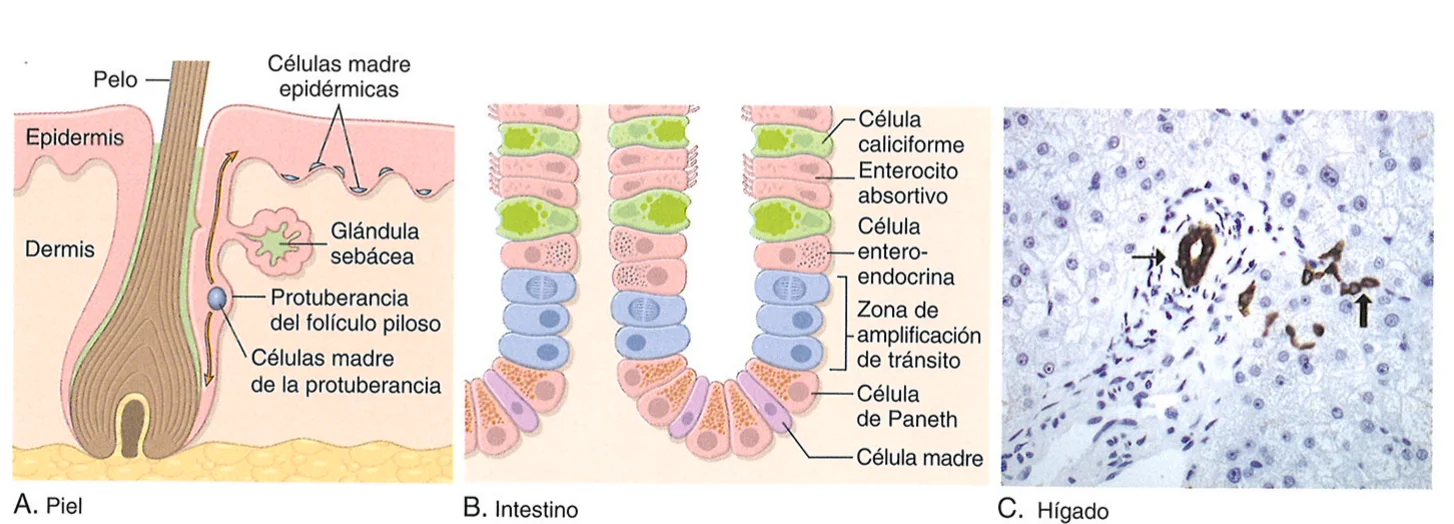 Pelo
Células madre
epidérmicas
Epidermis
Dermis
Glándula
sebácea
Protuberancia
del folículo piloso
Células madre
de la protuberancia
A. Piel
Célula
caliciforme
Enterocito
absortivo
Célula
entero-
endocrina
Zona de
amplificación
de tránsito
Célula
de Paneth
Célula madre
B. Intestino
C. Hígado